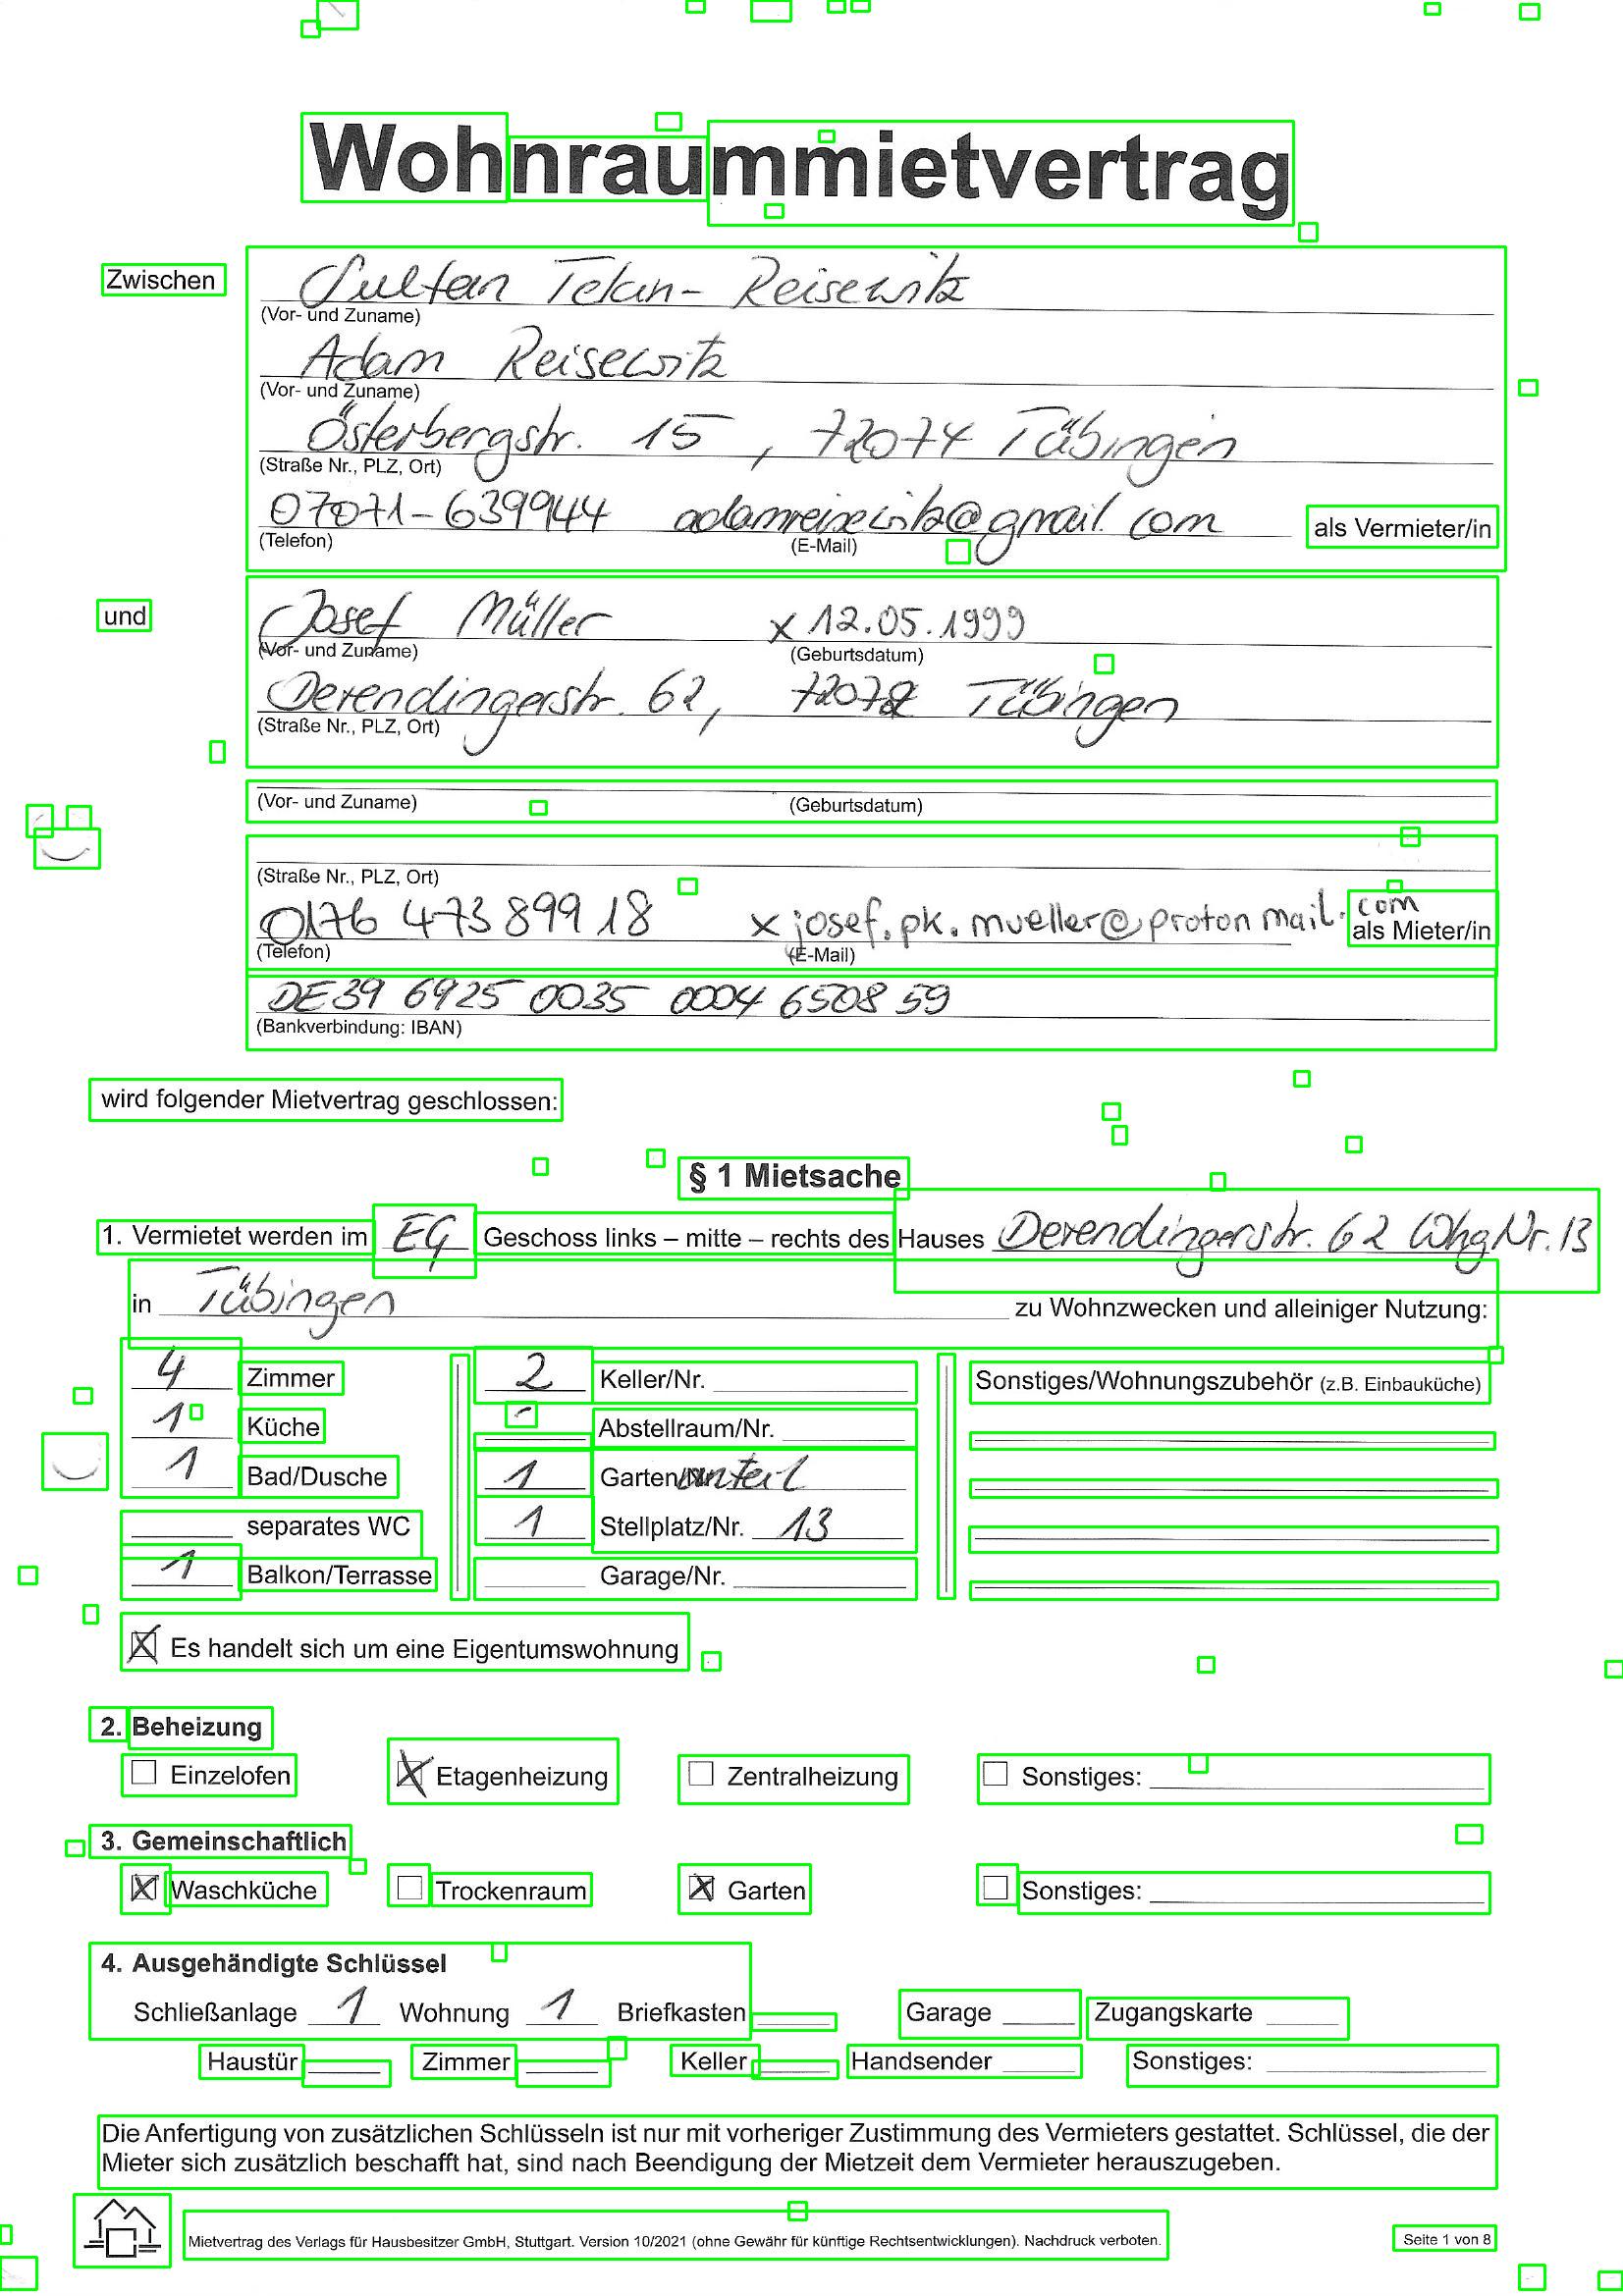 Wohnraummietvertrag
Zwischen
Sultan Tekin-Reisewitz
(Vor- und Zuname)
Adam Reisewitz
(Vor- und Zuname)
Österbergstr. 15, 72074 Tübingen
(Straße Nr., PLZ, Ort)
07071-639944 adamreisewitz@gmail.com als Vermieter/in
(Telefon) (E-Mail)
und Josef Müller x 12.05.1999
(Vor- und Zuname) (Geburtsdatum)
Derendingerstr. 62, 72072 Tübingen
(Straße Nr., PLZ, Ort)
(Vor- und Zuname) (Geburtsdatum)
(Straße Nr., PLZ, Ort)
0176 473 899 18 x josef.pk.mueller@protonmail.com als Mieter/in
(Telefon) (E-Mail)
DE39 6925 0035 0004 6508 59
(Bankverbindung: IBAN)
wird folgender Mietvertrag geschlossen:
§ 1 Mietsache
1. Vermietet werden im EG Geschoss links – mitte – rechts des Hauses Derendingerstr. 62 Whg Nr. 13
in Tübingen zu Wohnzwecken und alleiniger Nutzung:
4 Zimmer 2 Keller/Nr. Sonstiges/Wohnungszubehör (z.B. Einbauküche)
1 Küche - Abstellraum/Nr.
1 Bad/Dusche 1 Garten/Nr. anteil
separates WC 1 Stellplatz/Nr. 13
1 Balkon/Terrasse Garage/Nr.
X Es handelt sich um eine Eigentumswohnung
2. Beheizung
Einzelofen X Etagenheizung Zentralheizung Sonstiges:
3. Gemeinschaftlich
X Waschküche Trockenraum X Garten Sonstiges:
4. Ausgehändigte Schlüssel
Schließanlage 1 Wohnung 1 Briefkasten Garage Zugangskarte
Haustür Zimmer Keller Handsender Sonstiges:
Die Anfertigung von zusätzlichen Schlüsseln ist nur mit vorheriger Zustimmung des Vermieters gestattet. Schlüssel, die der
Mieter sich zusätzlich beschafft hat, sind nach Beendigung der Mietzeit dem Vermieter herauszugeben.
Mietvertrag des Verlags für Hausbesitzer GmbH, Stuttgart. Version 10/2021 (ohne Gewähr für künftige Rechtsentwicklungen). Nachdruck verboten.
Seite 1 von 8